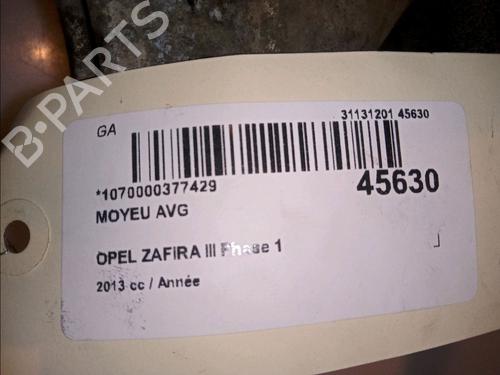 B-PARTS
GA
31131201 45630
*1070000377429
45630
MOYEU AVG
OPEL ZAFIRA III Phase 1
2013 cc / Année